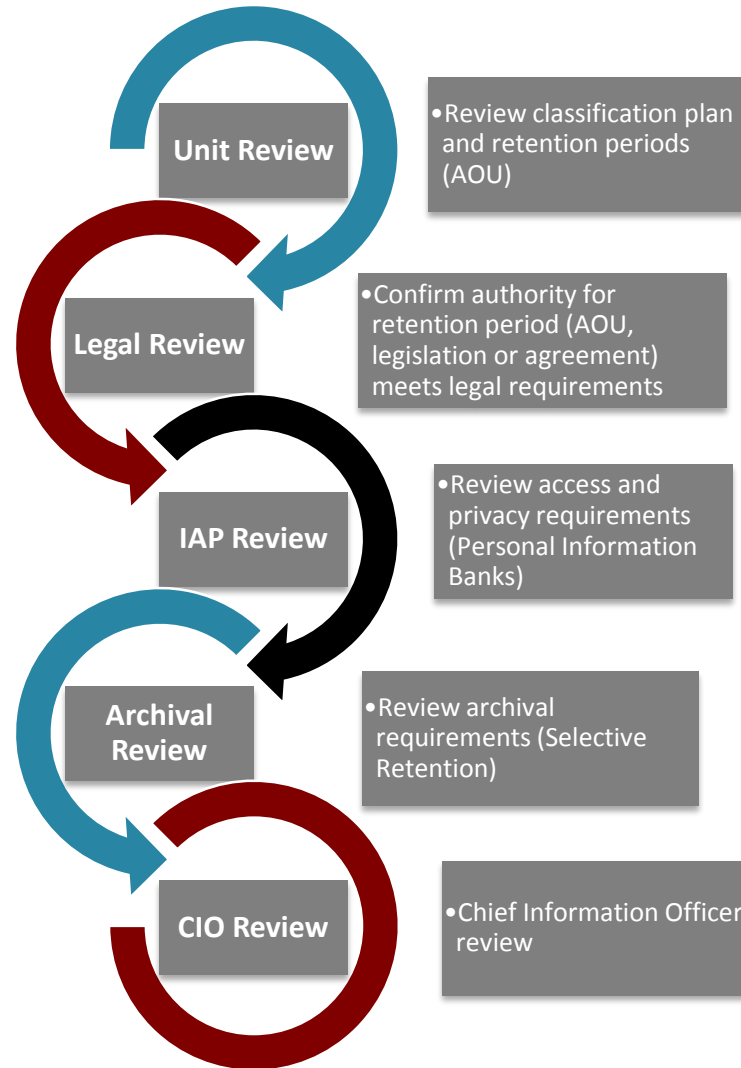 Unit Review
•Review classification plan
and retention periods
(AOU)
Legal Review
•Confirm authority for
retention period (AOU,
legislation or agreement)
meets legal requirements
IAP Review
•Review access and
privacy requirements
(Personal Information
Banks)
Archival
Review
•Review archival
requirements (Selective
Retention)
CIO Review
•Chief Information Officer
review